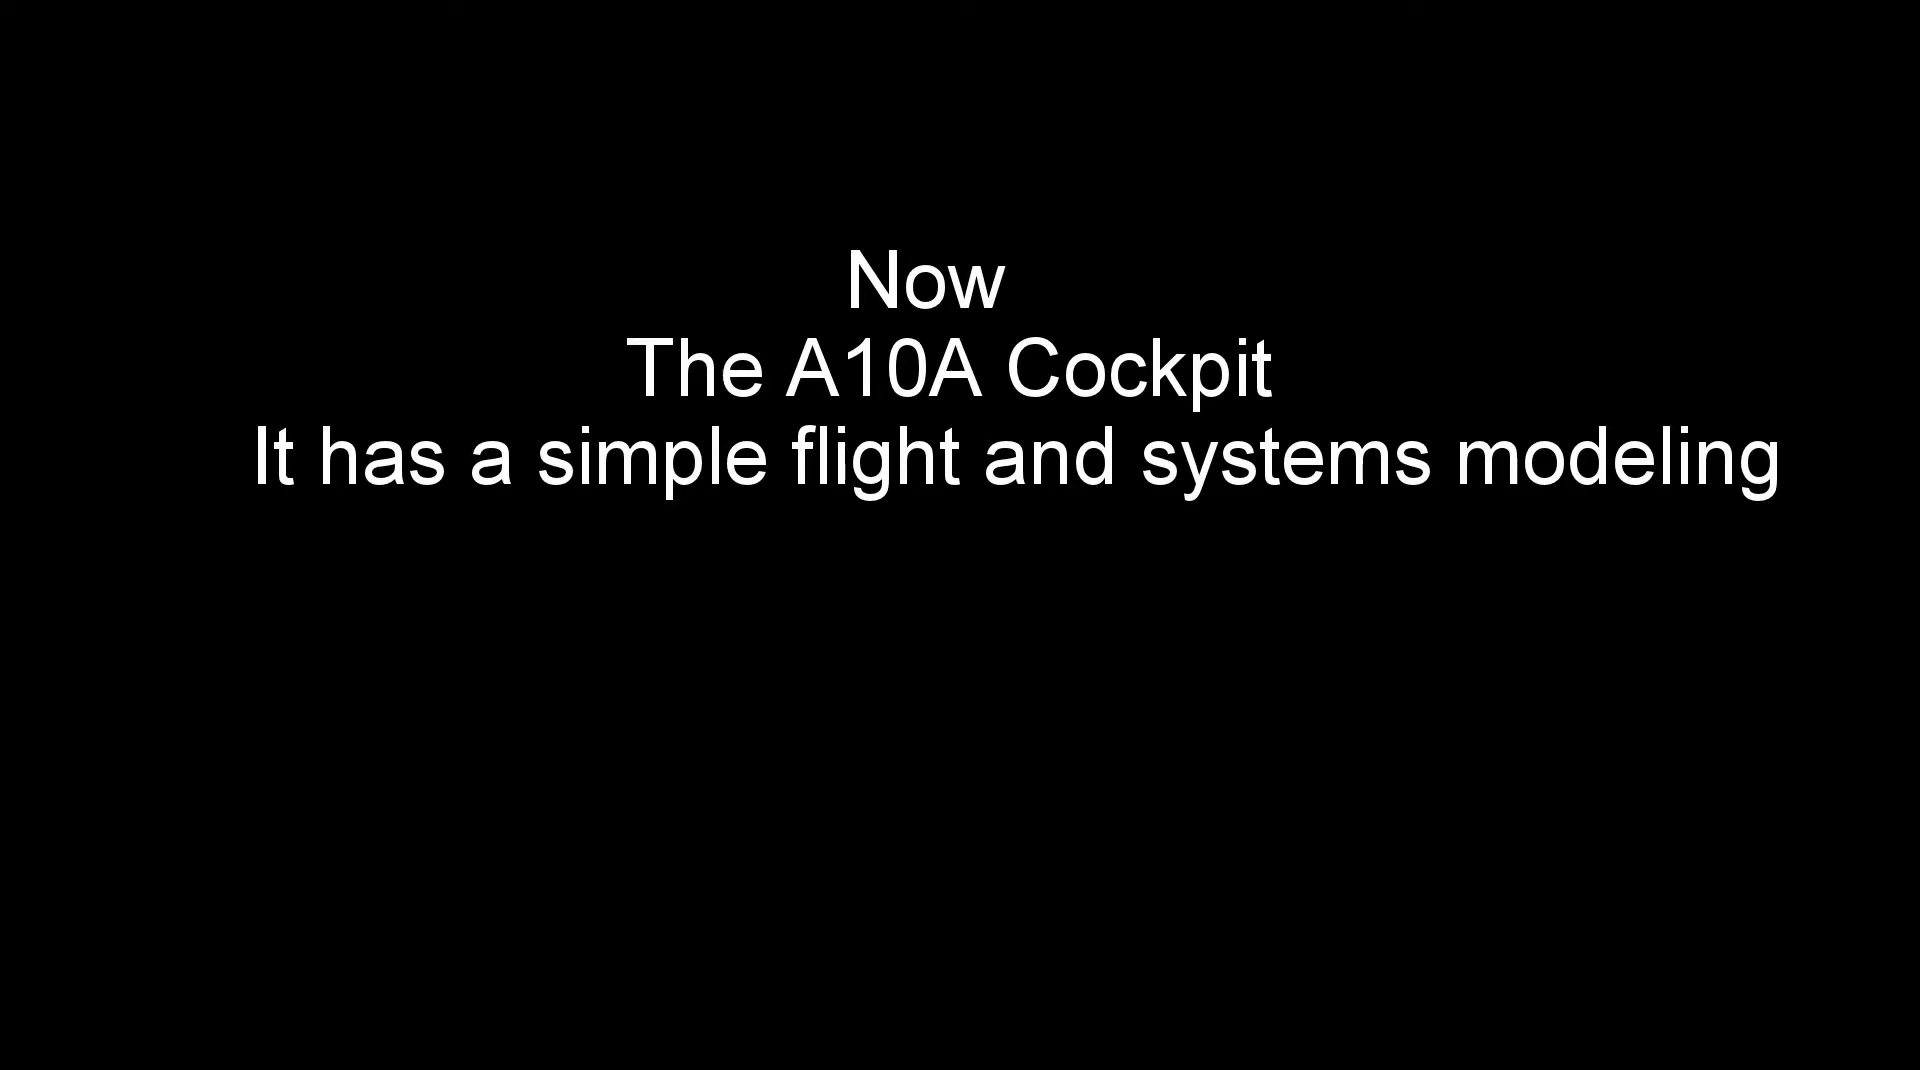 Now
The A10A Cockpit
It has a simple flight and systems modeling